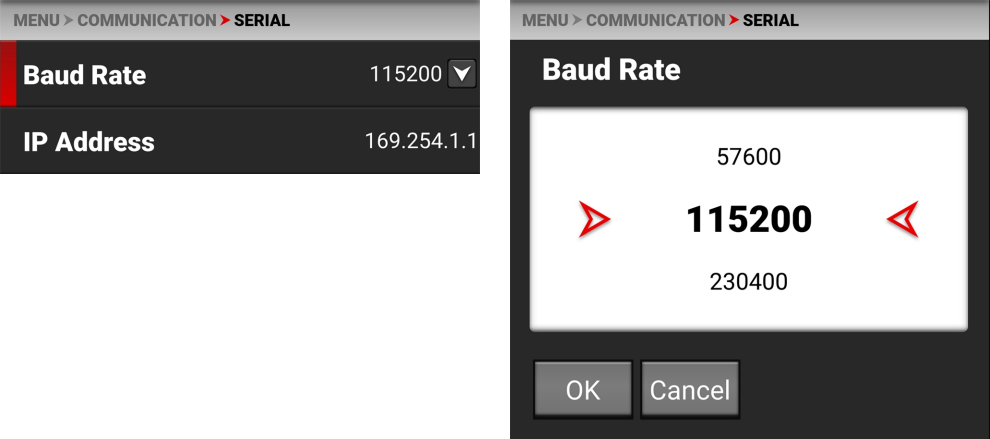 MENU > COMMUNICATION > SERIAL
Baud Rate 115200
IP Address 169.254.1.1
MENU > COMMUNICATION > SERIAL
Baud Rate
57600
115200
230400
OK Cancel